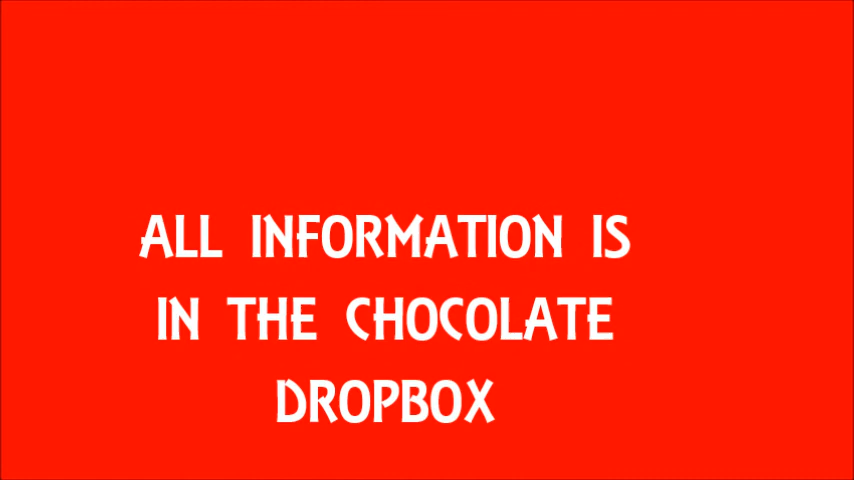 ALL INFORMATION IS
IN THE CHOCOLATE
DROPBOX